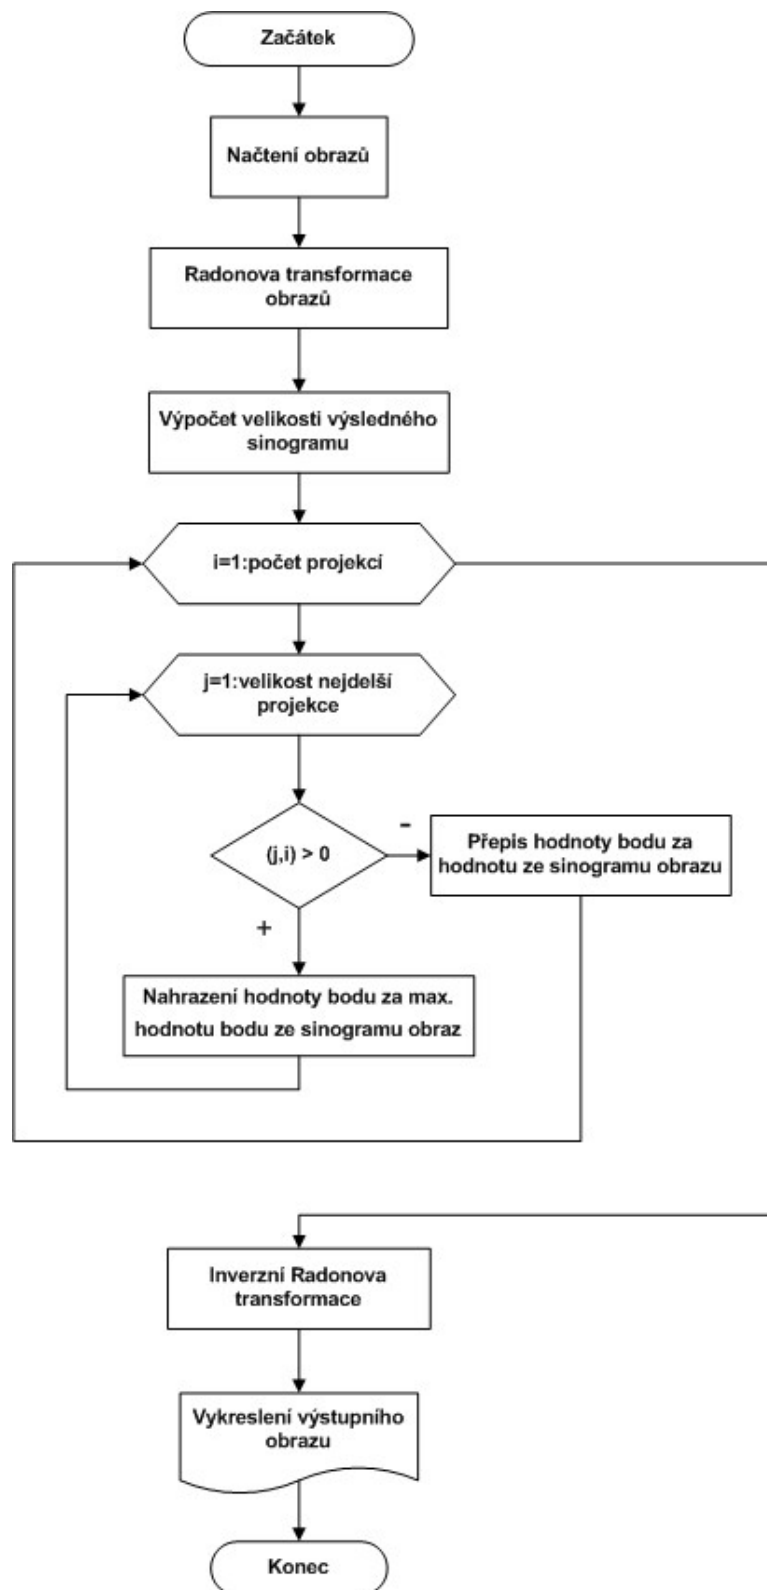 Začátek
Načtení obrazů
Radonova transformace
obrazů
Výpočet velikosti výsledného
sinogramu
i=1:počet projekcí
j=1:velikost nejdelší
projekce
(j,i) > 0
-
Přepis hodnoty bodu za
hodnotu ze sinogramu obrazu
+
Nahrazení hodnoty bodu za max.
hodnotu bodu ze sinogramu obraz
Inverzní Radonova
transformace
Vykreslení výstupního
obrazu
Konec